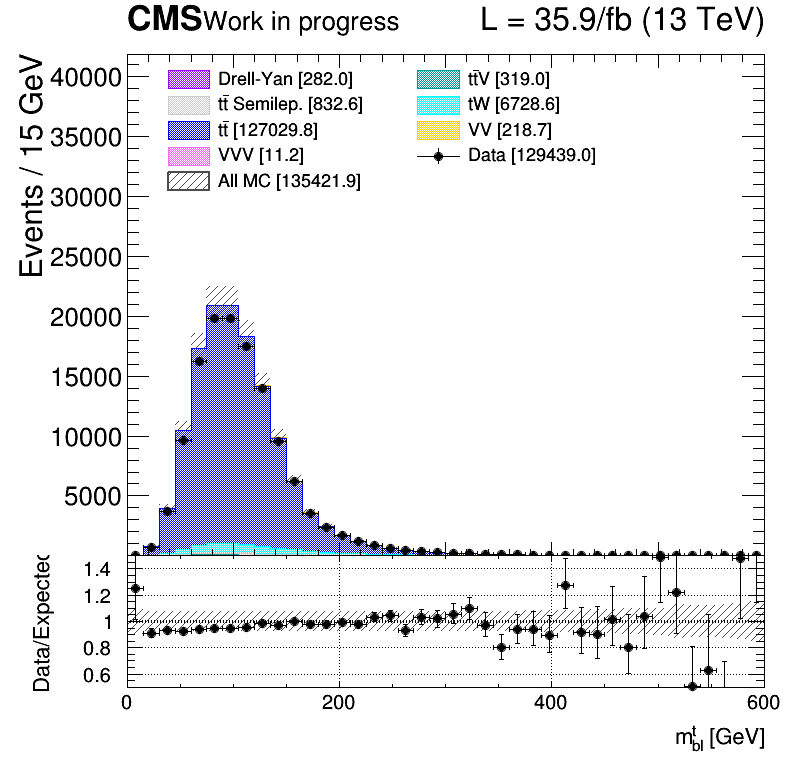 CMS Work in progress L = 35.9/fb (13 TeV)
Events / 15 GeV
40000
35000
30000
25000
20000
15000
10000
5000
Drell-Yan [282.0]
tt̄ Semilep. [832.6]
tt̄ [127029.8]
VVV [11.2]
All MC [135421.9]
tt̄V [319.0]
tW [6728.6]
VV [218.7]
Data [129439.0]
Data/Expected
1.4
1.2
1
0.8
0.6
0 200 400 600
m^t_bl [GeV]